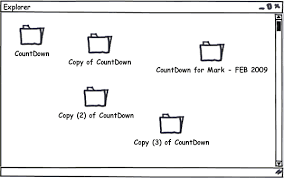 Explorer
CountDown
Copy of CountDown
CountDown for Mark - FEB 2009
Copy (2) of CountDown
Copy (3) of CountDown